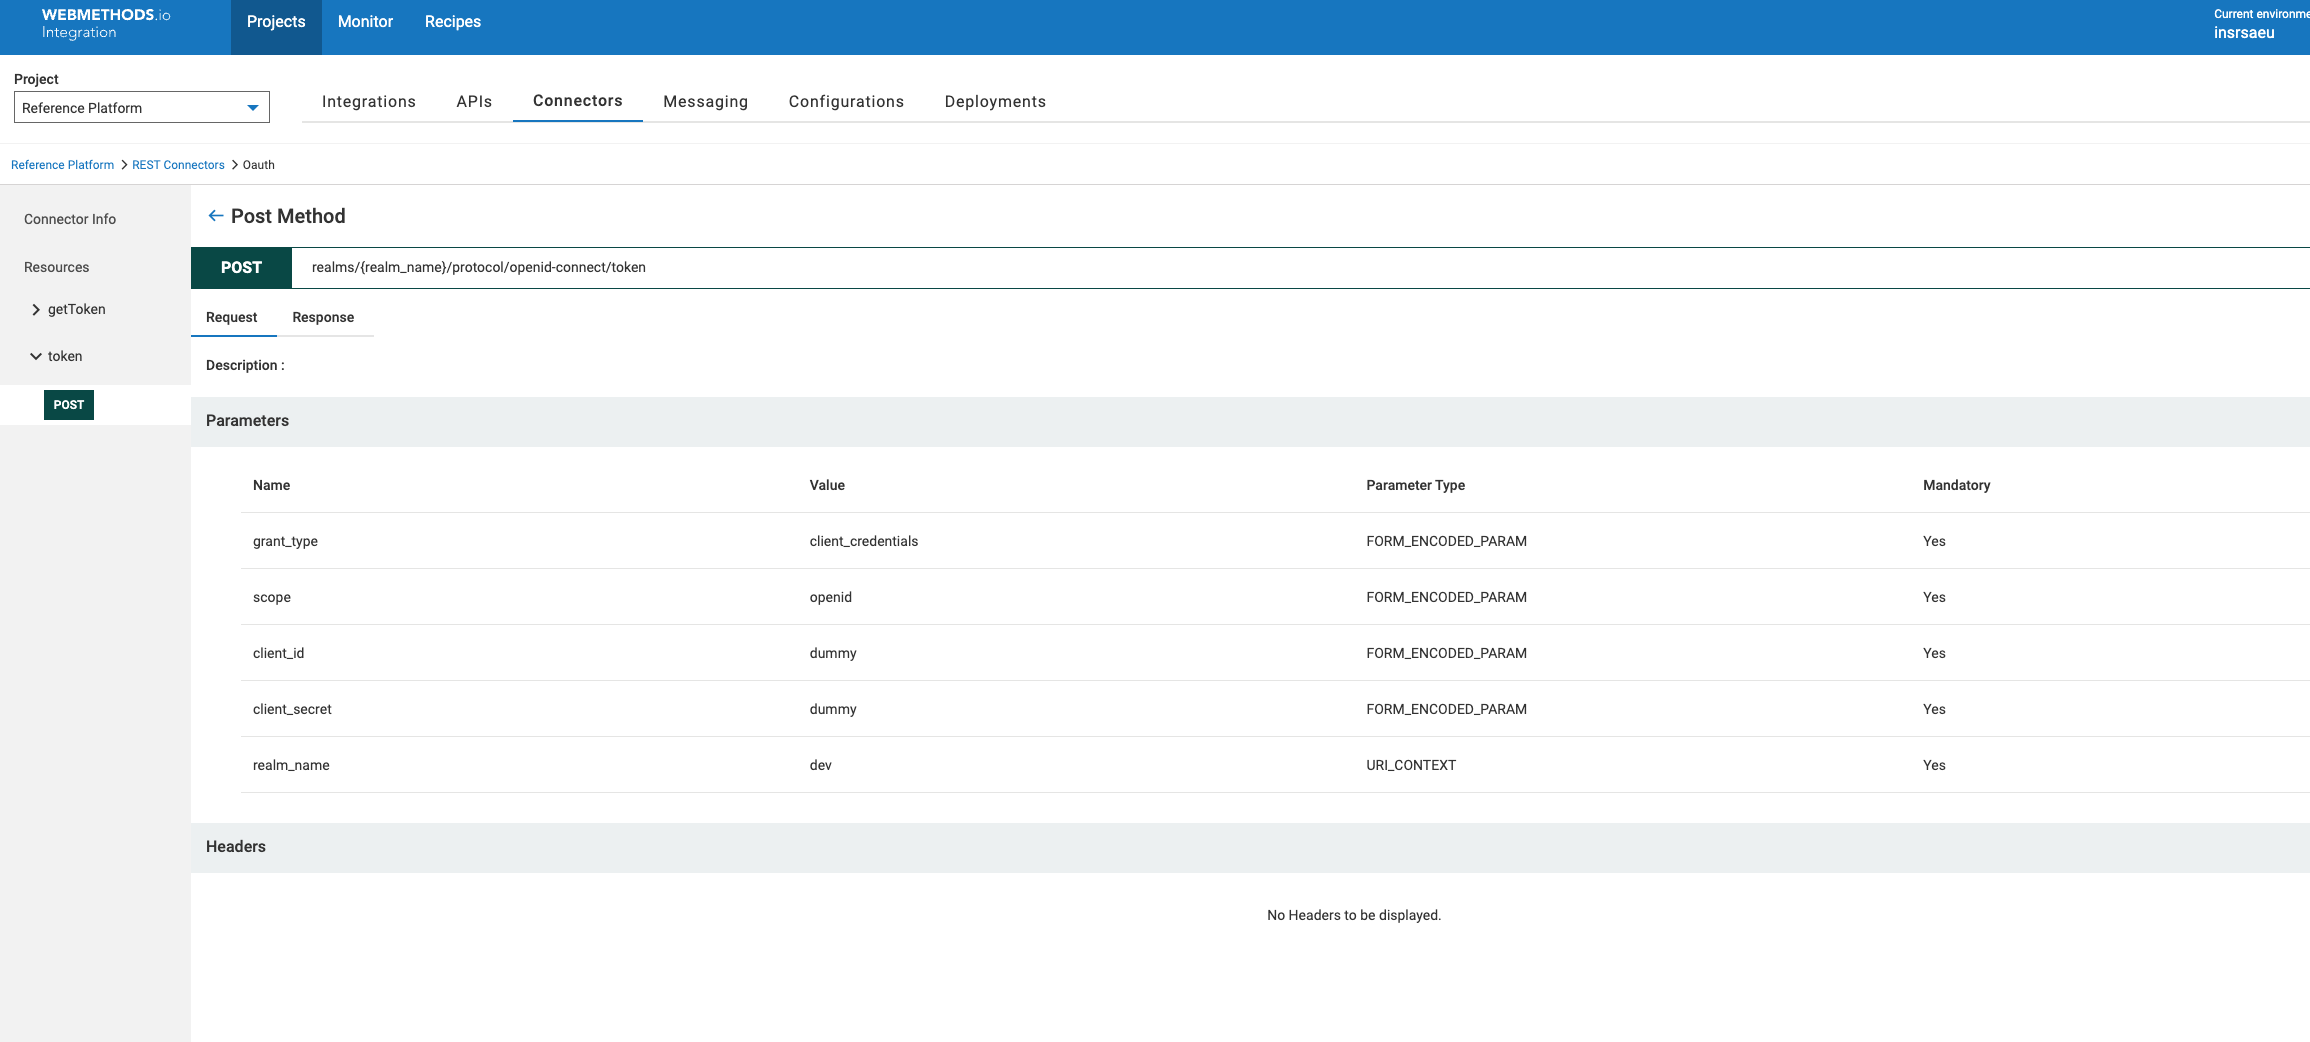 WEBMETHODS.io
Integration
Projects
Monitor
Recipes
Current environme
insrsaeu
Project
Reference Platform
Integrations
APIs
Connectors
Messaging
Configurations
Deployments
Reference Platform > REST Connectors > Oauth
Connector Info
Resources
getToken
token
POST
Post Method
POST realms/{realm_name}/protocol/openid-connect/token
Request Response
Description :
Parameters
Name Value Parameter Type Mandatory
grant_type client_credentials FORM_ENCODED_PARAM Yes
scope openid FORM_ENCODED_PARAM Yes
client_id dummy FORM_ENCODED_PARAM Yes
client_secret dummy FORM_ENCODED_PARAM Yes
realm_name dev URI_CONTEXT Yes
Headers
No Headers to be displayed.